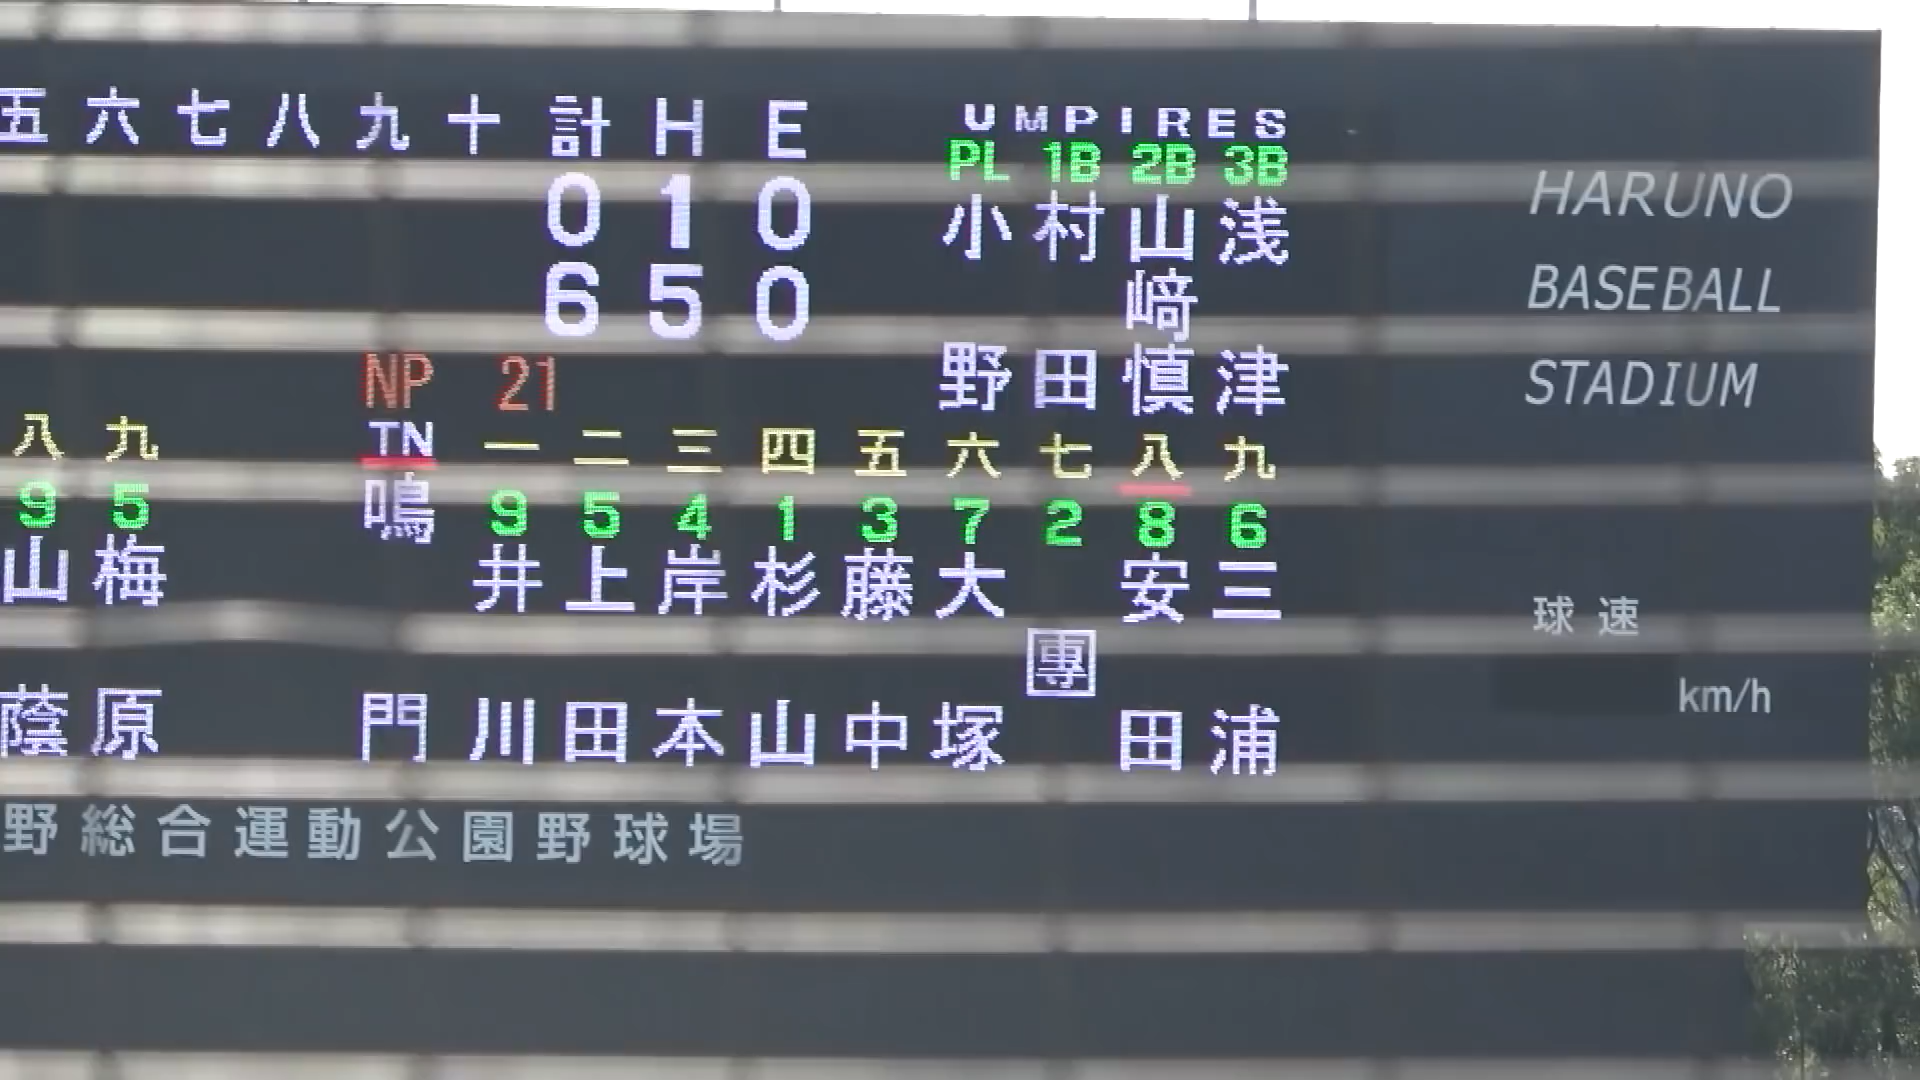 五 六 七 八 九 十 計 H E
UMPIRES
PL 1B 2B 3B
0 1 0
6 5 0
小野 村田 山﨑慎 浅津
NP 21
八 九
9 5
山蔭 梅原
TN 一 二 三 四 五 六 七 八 九
9 5 4 1 3 7 2 8 6
鳴門 井川 上田 岸本 杉山 藤中 大塚 團 安田 三浦
野総合運動公園野球場
HARUNO
BASEBALL
STADIUM
球速
km/h